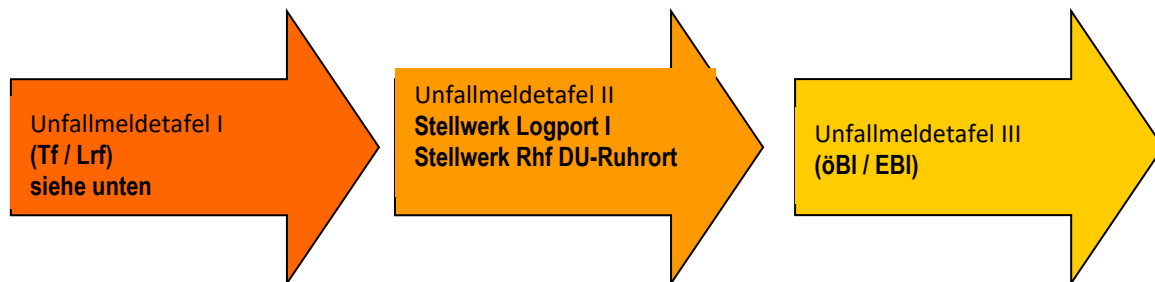 Unfallmeldetafel I
(Tf / Lrf)
siehe unten
Unfallmeldetafel II
Stellwerk Logport I
Stellwerk Rhf DU-Ruhrort
Unfallmeldetafel III
(öBl / EBl)